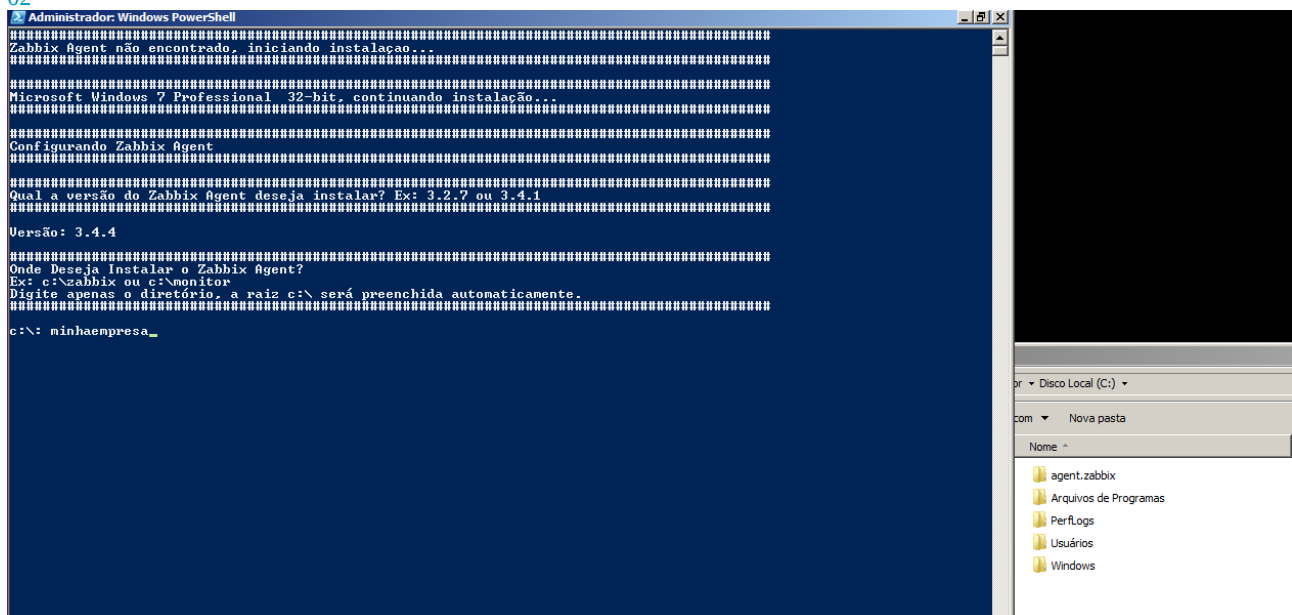 02
Administrador: Windows PowerShell
###############################################################################################
Zabbix Agent não encontrado, iniciando instalaçao...
###############################################################################################
###############################################################################################
Microsoft Windows 7 Professional  32-bit, continuando instalação...
###############################################################################################
###############################################################################################
Configurando Zabbix Agent
###############################################################################################
###############################################################################################
Qual a versão do Zabbix Agent deseja instalar? Ex: 3.2.7 ou 3.4.1
###############################################################################################
Versão: 3.4.4
###############################################################################################
Onde Deseja Instalar o Zabbix Agent?
Ex: c:\zabbix ou c:\monitor
Digite apenas o diretório, a raiz c:\ será preenchida automaticamente.
###############################################################################################
c:\: minhaempresa_
or ▾ Disco Local (C:) ▾
com ▾ Nova pasta
Nome
agent.zabbix
Arquivos de Programas
PerfLogs
Usuários
Windows